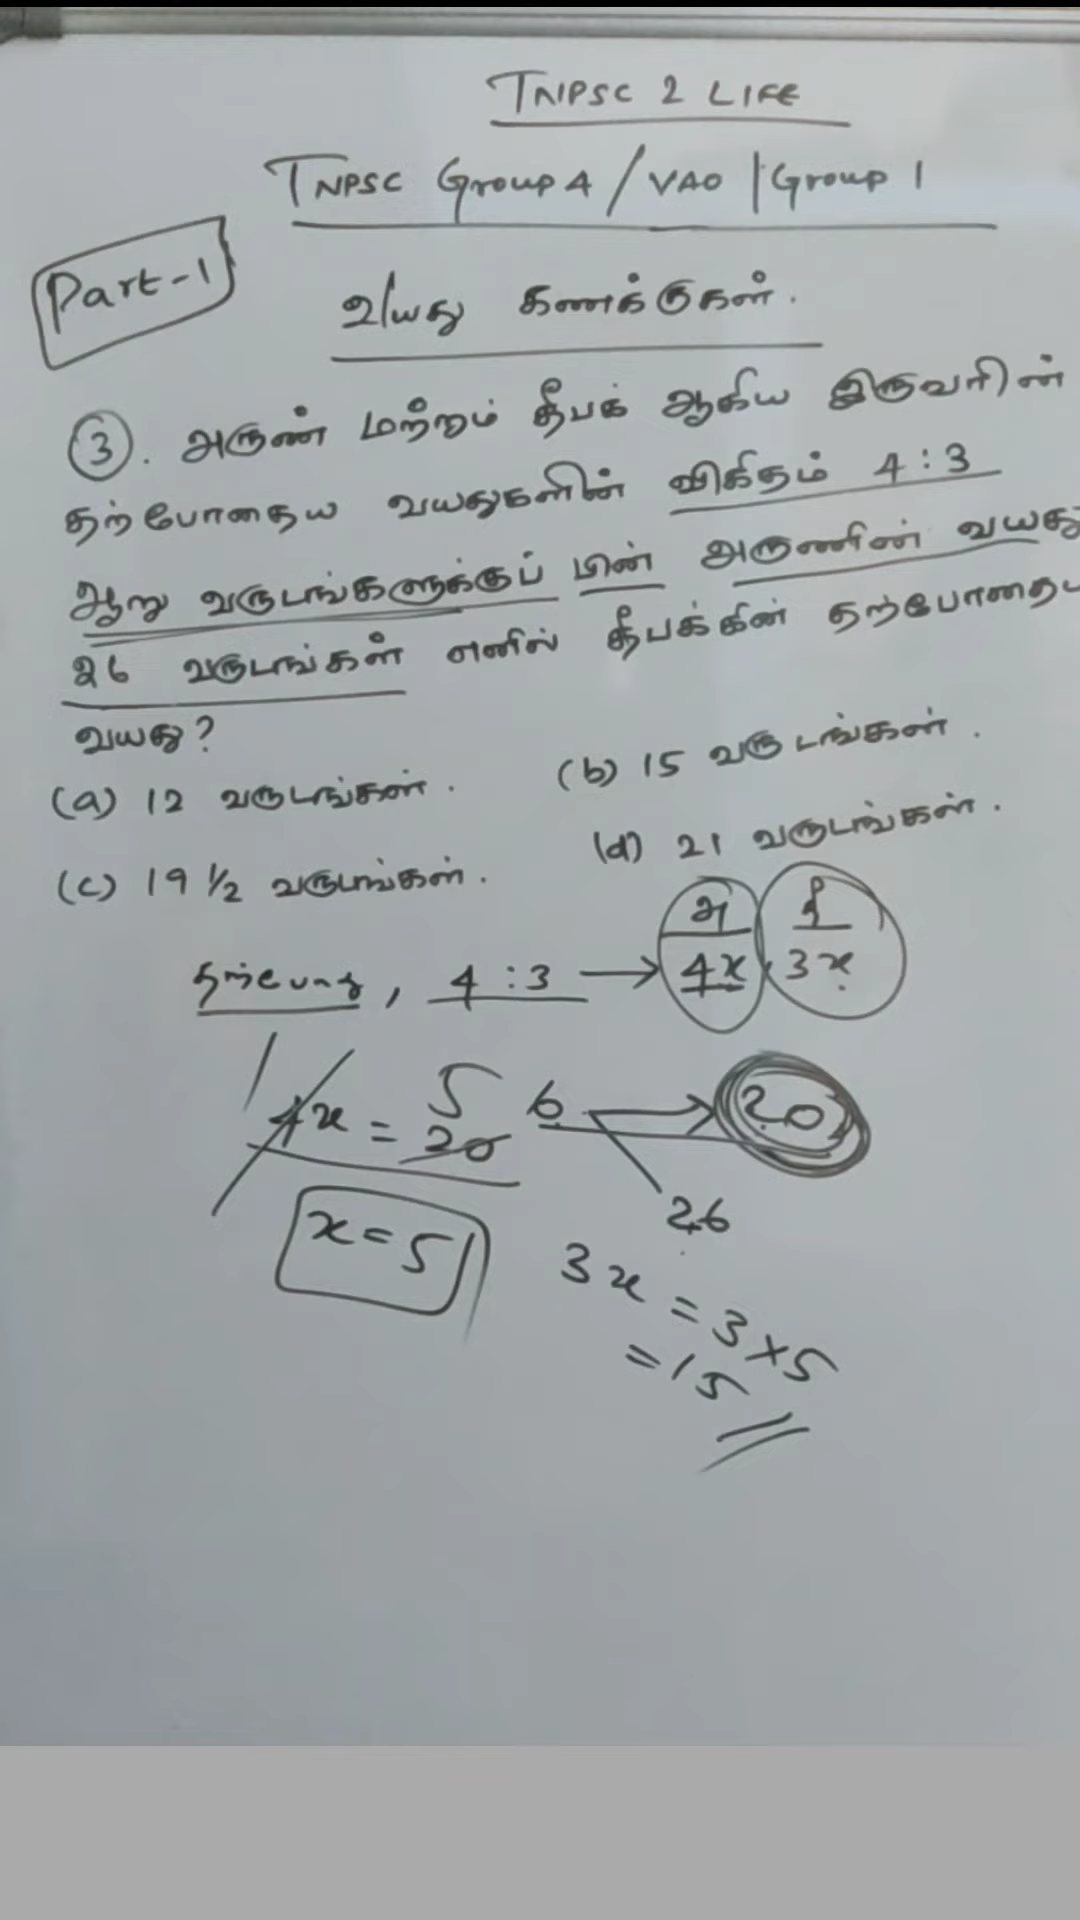 TNPSC 2 LIFE
TNPSC Group 4 / VAO | Group 1
Part-1
வயது கணக்குகள்.
③. அருண் மற்றும் தீபக் ஆகிய இருவரின்
தற்போதைய வயதுகளின் விகிதம் 4:3
ஆறு வருடங்களுக்குப் பின் அருணின் வயது
26 வருடங்கள் எனில் தீபக்கின் தற்போதைய
வயது?
(a) 12 வருடங்கள். (b) 15 வருடங்கள்.
(c) 19 ½ வருடங்கள். (d) 21 வருடங்கள்.
அ தீ
தற்போது, 4:3 → 4x, 3x
5
4x = 20 6 → 20
26
x = 5
3x = 3×5
= 15